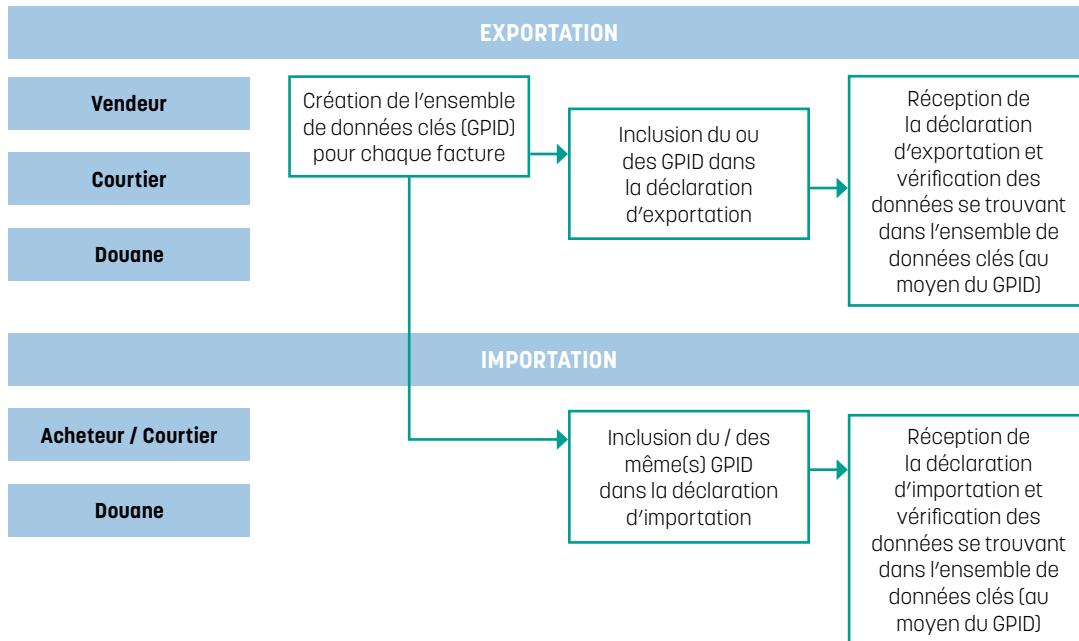 EXPORTATION
Vendeur
Courtier
Douane
Création de l'ensemble
de données clés (GPID)
pour chaque facture
Inclusion du ou
des GPID dans
la déclaration
d'exportation
Réception de
la déclaration
d'exportation et
vérification des
données se trouvant
dans l'ensemble de
données clés (au
moyen du GPID)
IMPORTATION
Acheteur / Courtier
Douane
Inclusion du / des
même(s) GPID
dans la déclaration
d'importation
Réception de
la déclaration
d'importation et
vérification des
données se trouvant
dans l'ensemble de
données clés (au
moyen du GPID)